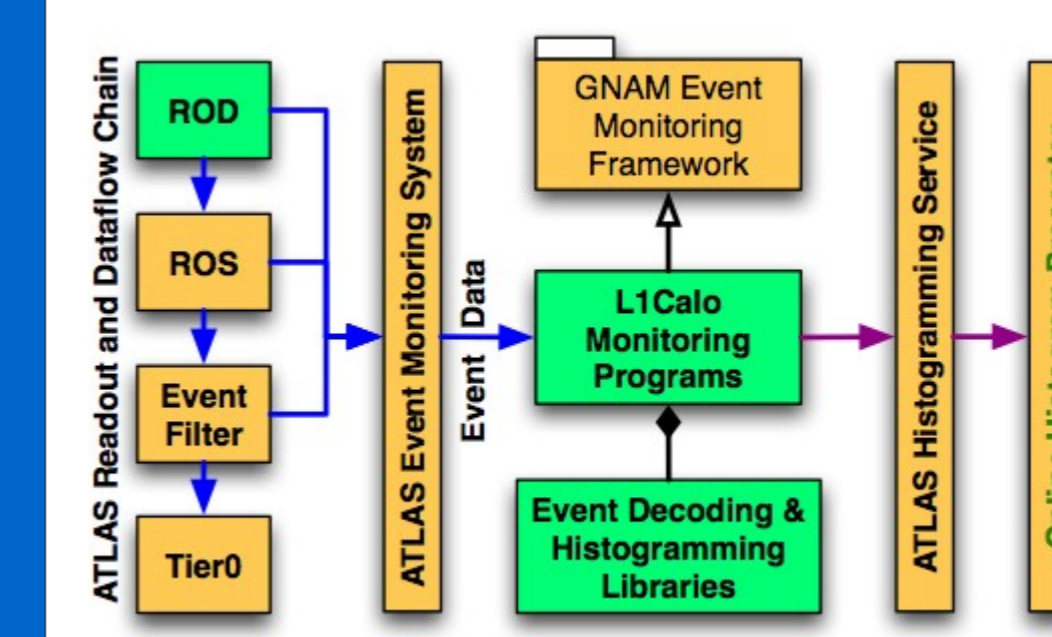 ATLAS Readout and Dataflow Chain
ROD
ROS
Event
Filter
Tier0
ATLAS Event Monitoring System
Event Data
GNAM Event
Monitoring
Framework
L1Calo
Monitoring
Programs
Event Decoding &
Histogramming
Libraries
ATLAS Histogramming Service